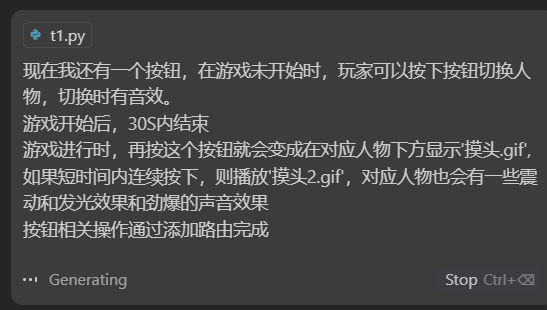 t1.py
现在我还有一个按钮，在游戏未开始时，玩家可以按下按钮切换人
物，切换时有音效。
游戏开始后，30S内结束
游戏进行时，再按这个按钮就会变成在对应人物下方显示'摸头.gif',
如果短时间内连续按下，则播放'摸头2.gif'，对应人物也会有一些震
动和发光效果和劲爆的声音效果
按钮相关操作通过添加路由完成
··· Generating Stop Ctrl+⌫